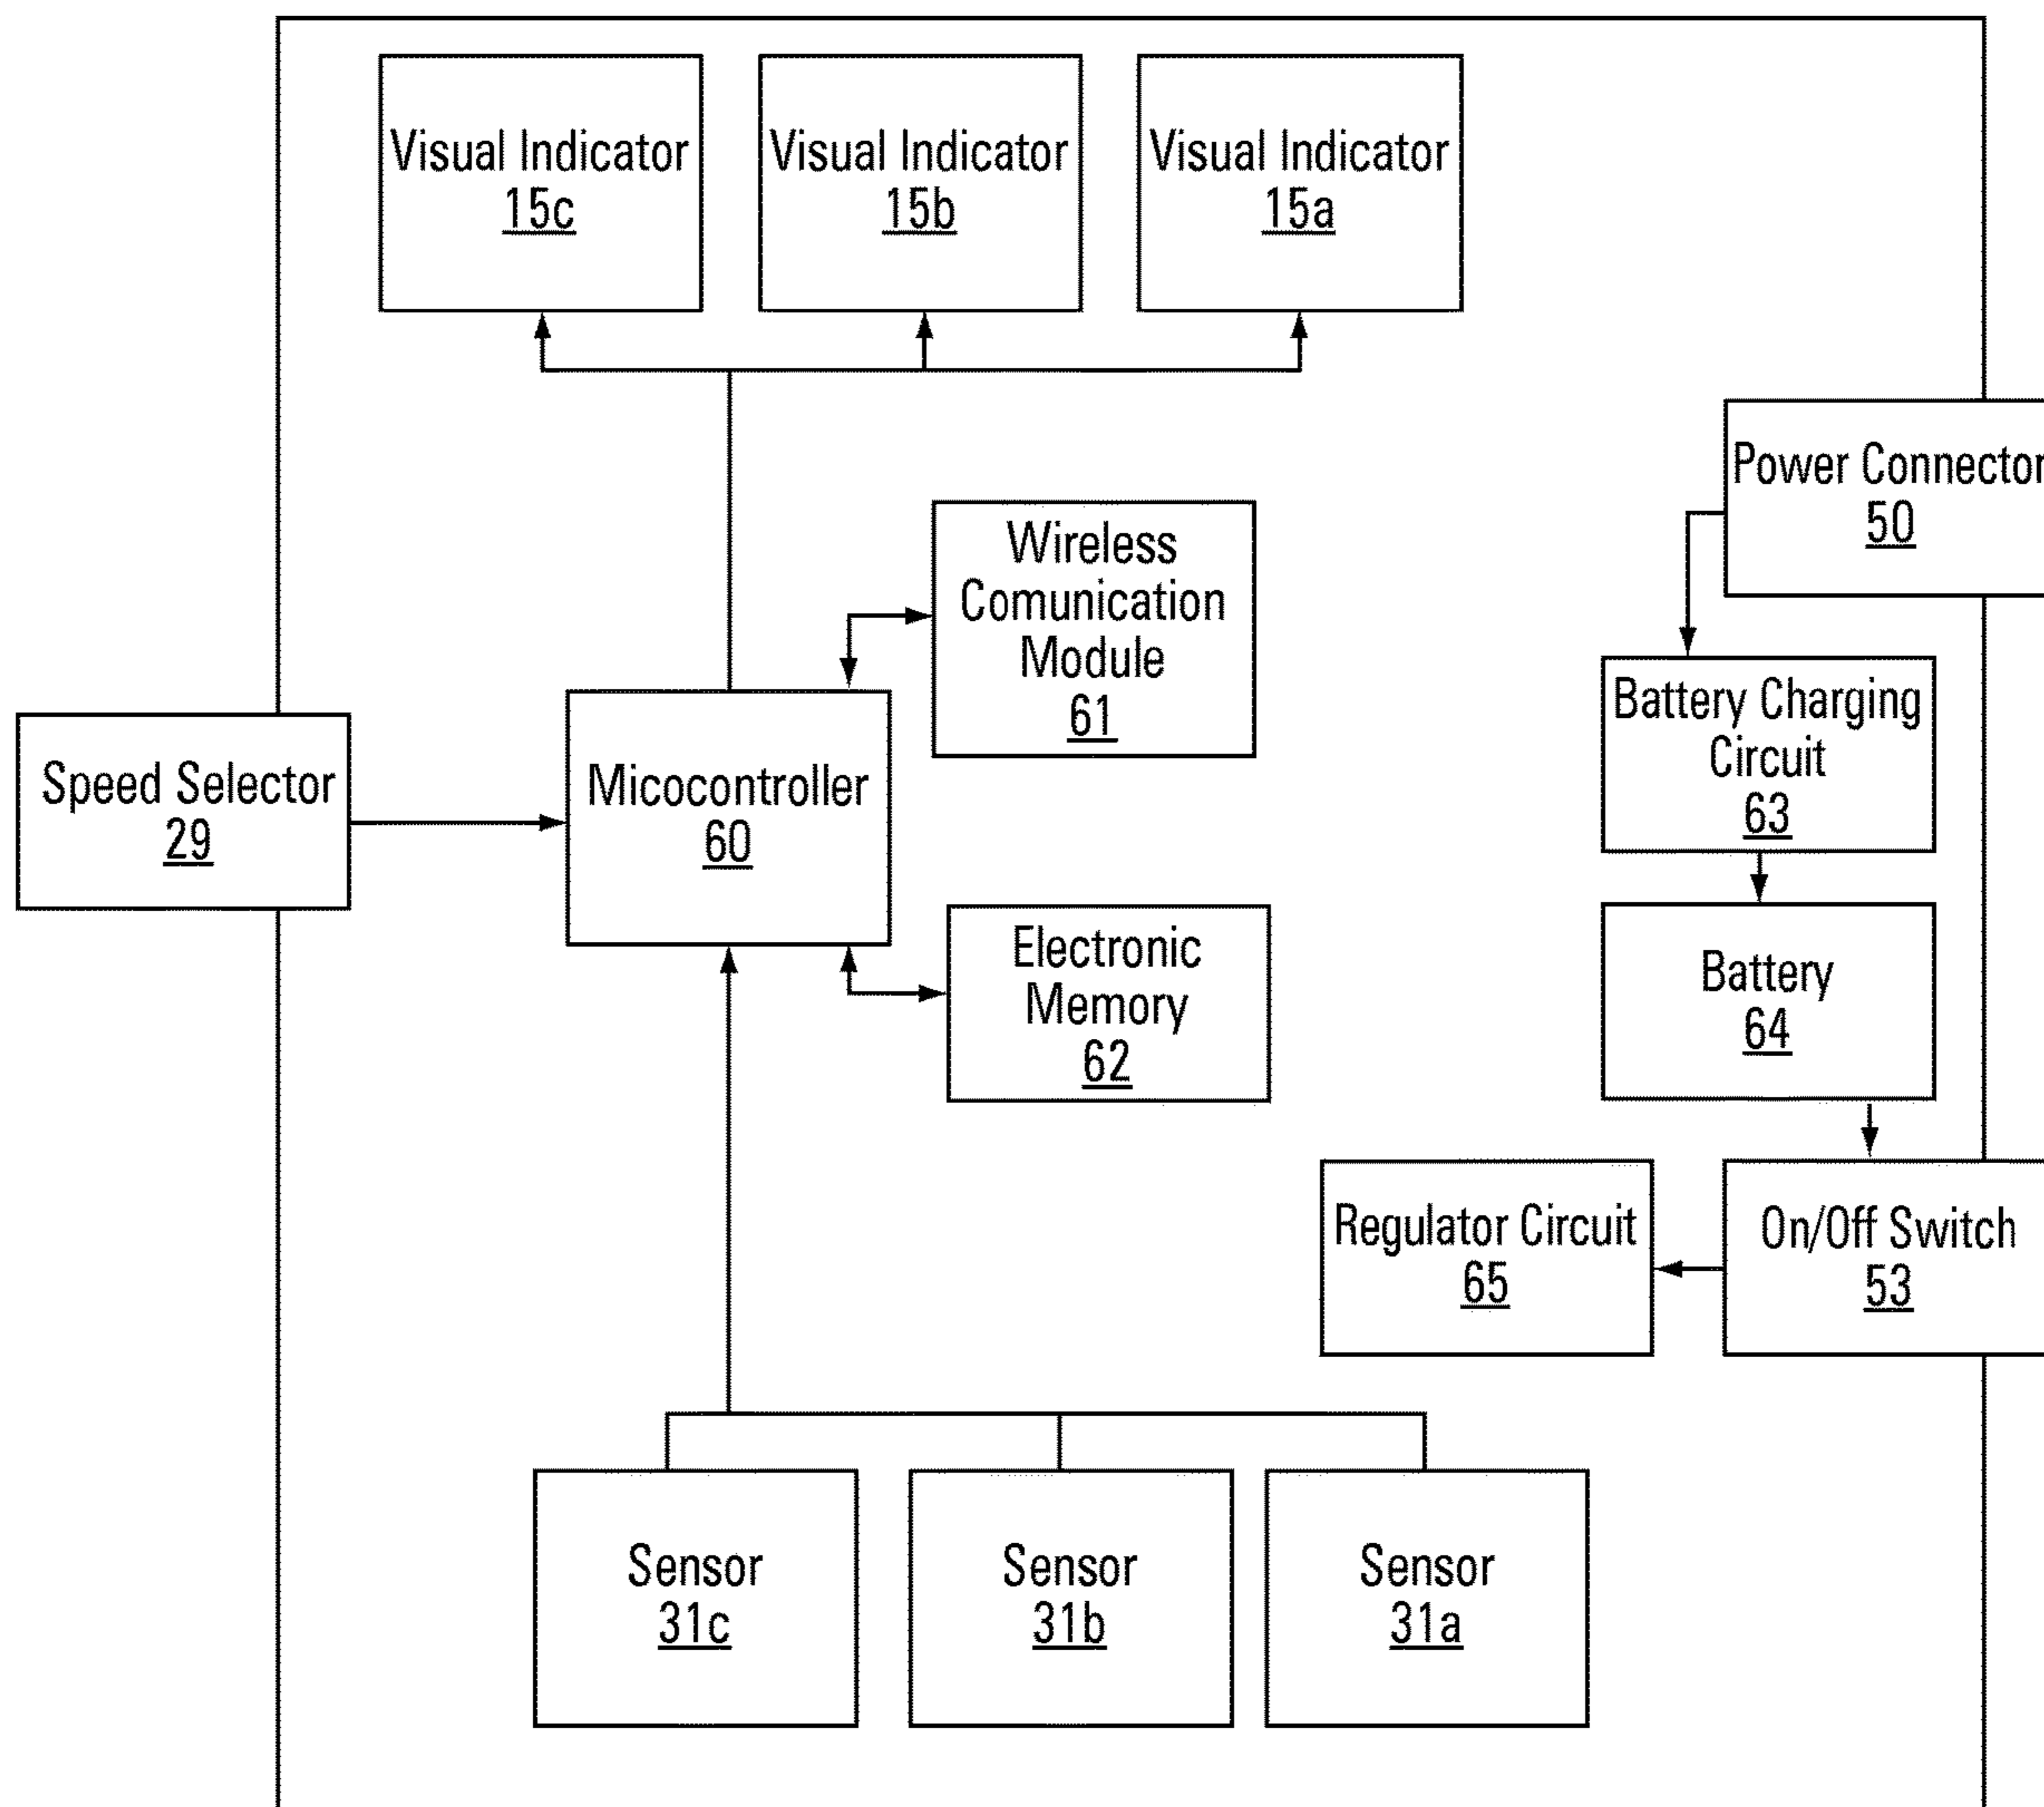 Visual Indicator
15c
Visual Indicator
15b
Visual Indicator
15a
Power Connector
50
Wireless
Comunication
Module
61
Battery Charging
Circuit
63
Speed Selector
29
Micocontroller
60
Electronic
Memory
62
Battery
64
Regulator Circuit
65
On/Off Switch
53
Sensor
31c
Sensor
31b
Sensor
31a